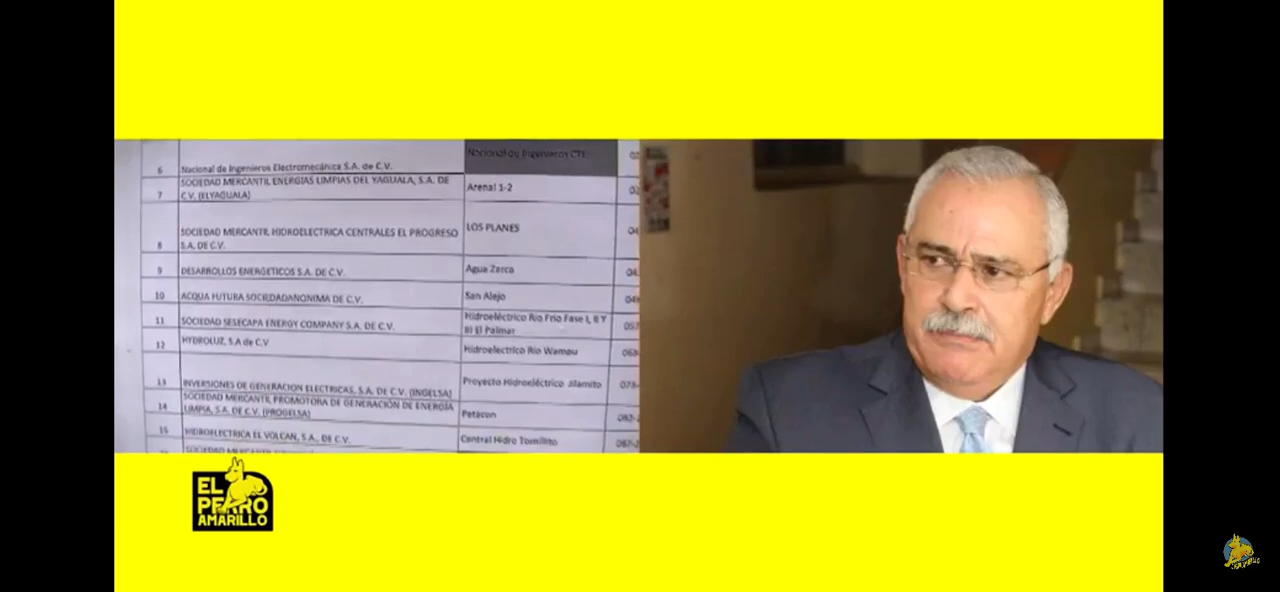 6 Nacional de Ingenieros Electromecánica S.A. de C.V. Nacional de Ingenieros CTE
SOCIEDAD MERCANTIL ENERGIAS LIMPIAS DEL YAGUALA, S.A. DE
7 C.V. (ELYAGUALA) Arenal 1-2
SOCIEDAD MERCANTIL HIDROELECTRICA CENTRALES EL PROGRESO LOS PLANES
8 S.A. DE C.V.
9 DESARROLLOS ENERGETICOS S.A. DE C.V. Agua Zarca
10 ACQUA FUTURA SOCIEDADANONIMA DE C.V. San Alejo
11 SOCIEDAD SESECAPA ENERGY COMPANY S.A. DE C.V. Hidroeléctrico Rio Frio Fase I, II Y
III El Palmar
12 HYDROLUZ, S.A de C.V Hidroelectrico Rio Wampu
13 INVERSIONES DE GENERACION ELECTRICAS, S.A. DE C.V. (INGELSA) Proyecto Hidroeléctrico Jilamito
SOCIEDAD MERCANTIL PROMOTORA DE GENERACIÓN DE ENERGÍA
14 LIMPIA, S.A. DE C.V. (PROGELSA) Petacon
15 HIDROELECTRICA EL VOLCAN, S.A., DE C.V. Central Hidro Tornillito
EL
PERRO
AMARILLO